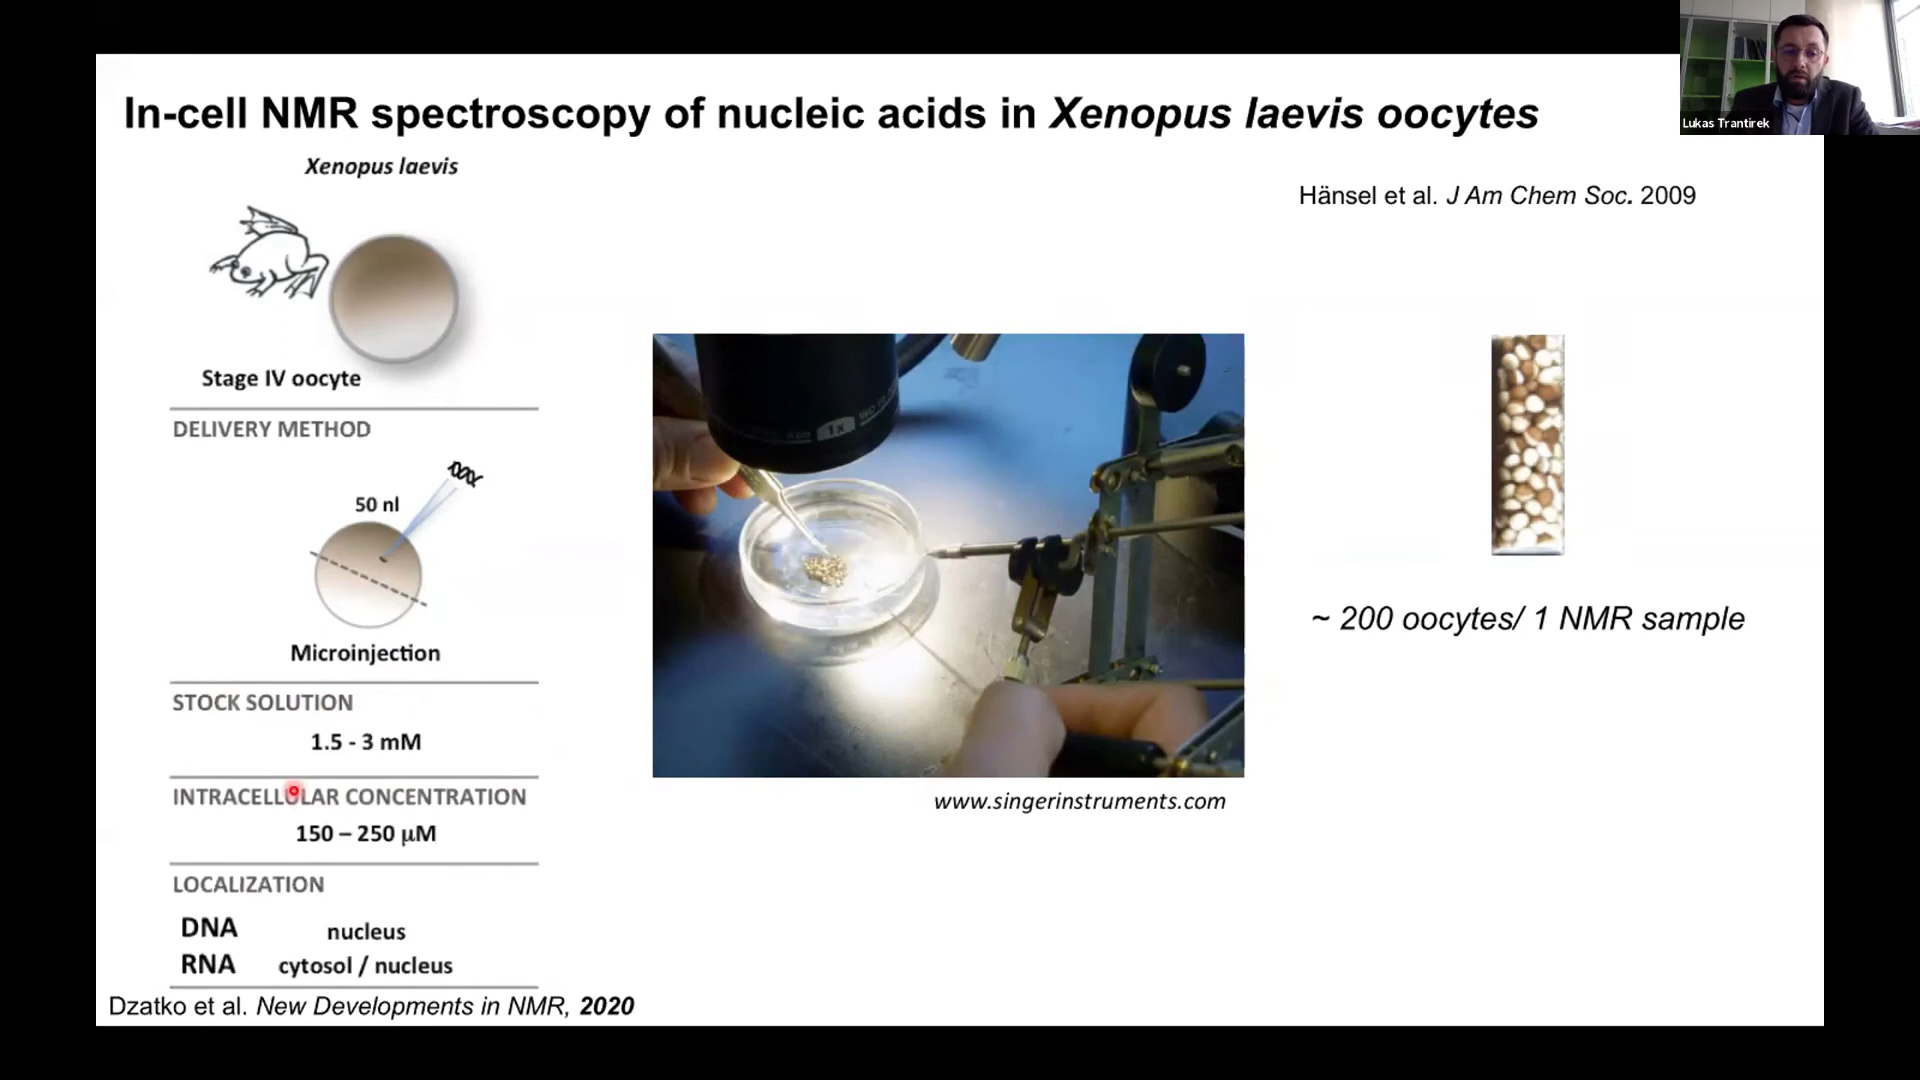 In-cell NMR spectroscopy of nucleic acids in Xenopus laevis oocytes
Lukas Trantirek
Xenopus laevis
Hänsel et al. J Am Chem Soc. 2009
Stage IV oocyte
DELIVERY METHOD
50 nl
Microinjection
STOCK SOLUTION
1.5 - 3 mM
INTRACELLULAR CONCENTRATION
150 – 250 µM
LOCALIZATION
DNA nucleus
RNA cytosol / nucleus
Dzatko et al. New Developments in NMR, 2020
1x
www.singerinstruments.com
~ 200 oocytes/ 1 NMR sample